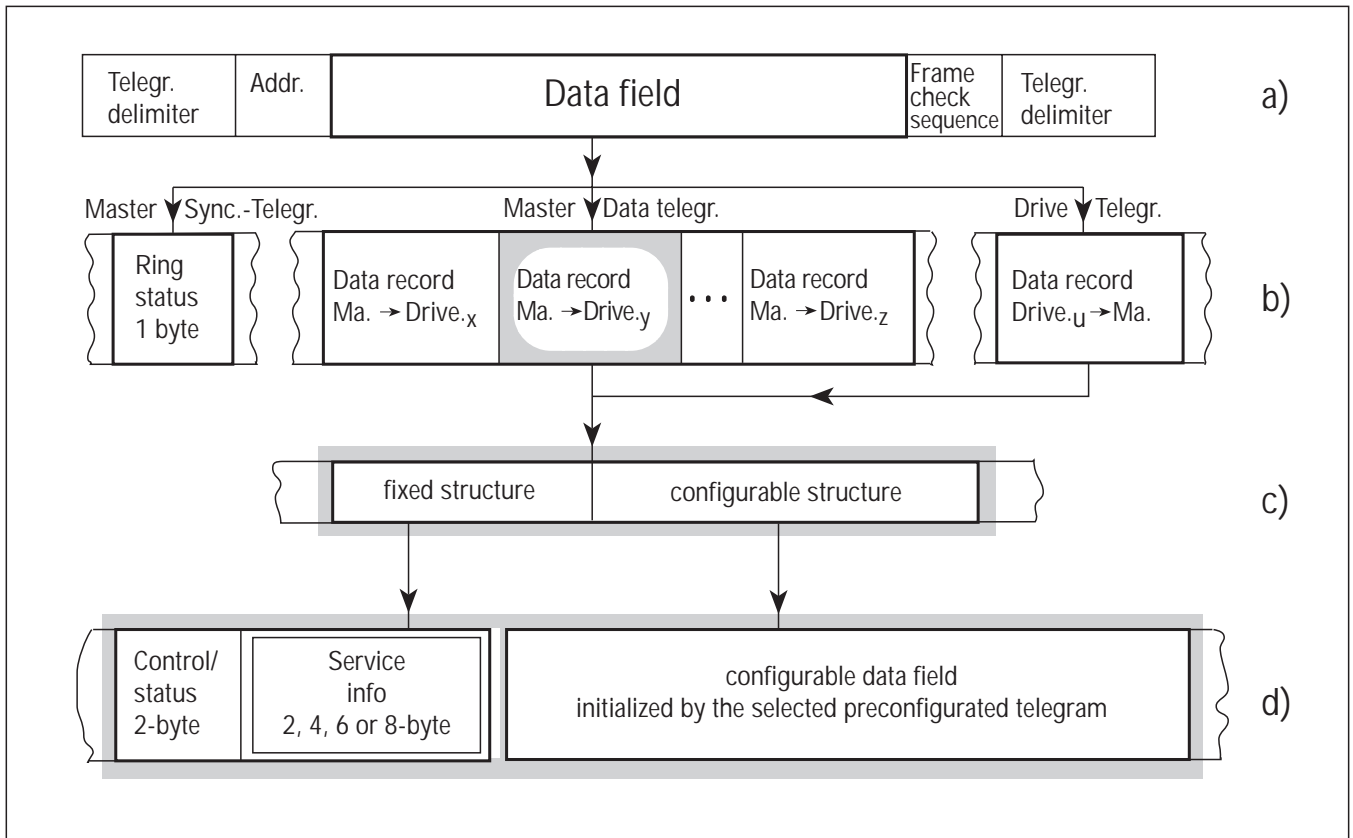 Telegr.
delimiter
Addr.
Data field
Frame
check
sequence
Telegr.
delimiter
a)
Master Sync.-Telegr.
Master Data telegr.
Drive Telegr.
Ring
status
1 byte
Data record
Ma. → Drive.x
Data record
Ma. → Drive.y
• • •
Data record
Ma. → Drive.z
Data record
Drive.u → Ma.
b)
fixed structure
configurable structure
c)
Control/
status
2-byte
Service
info
2, 4, 6 or 8-byte
configurable data field
initialized by the selected preconfigurated telegram
d)